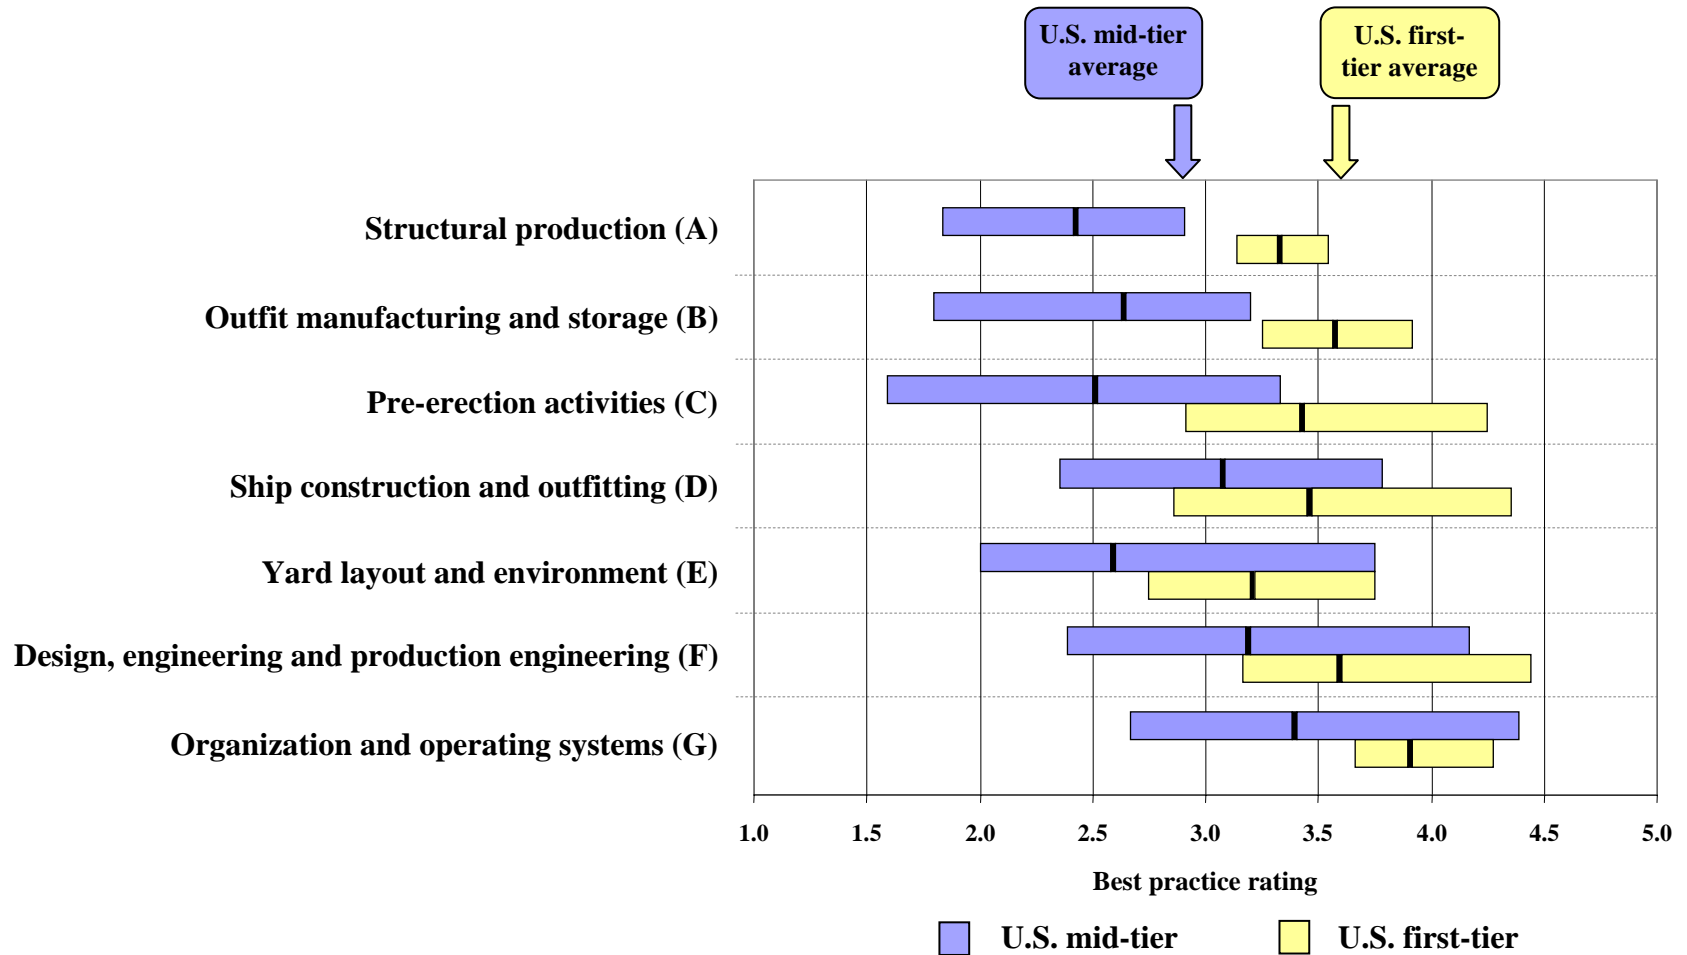 U.S. mid-tier
average
U.S. first-
tier average
Structural production (A)
Outfit manufacturing and storage (B)
Pre-erection activities (C)
Ship construction and outfitting (D)
Yard layout and environment (E)
Design, engineering and production engineering (F)
Organization and operating systems (G)
1.0 1.5 2.0 2.5 3.0 3.5 4.0 4.5 5.0
Best practice rating
U.S. mid-tier U.S. first-tier